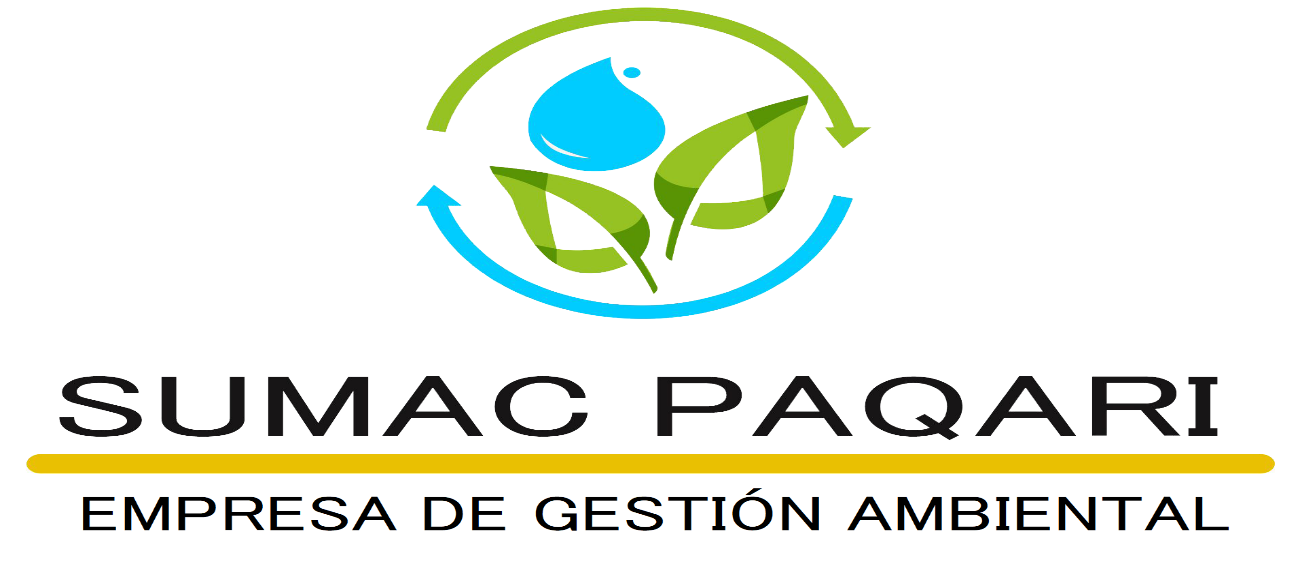 SUMAC PAQARI
EMPRESA DE GESTIÓN AMBIENTAL